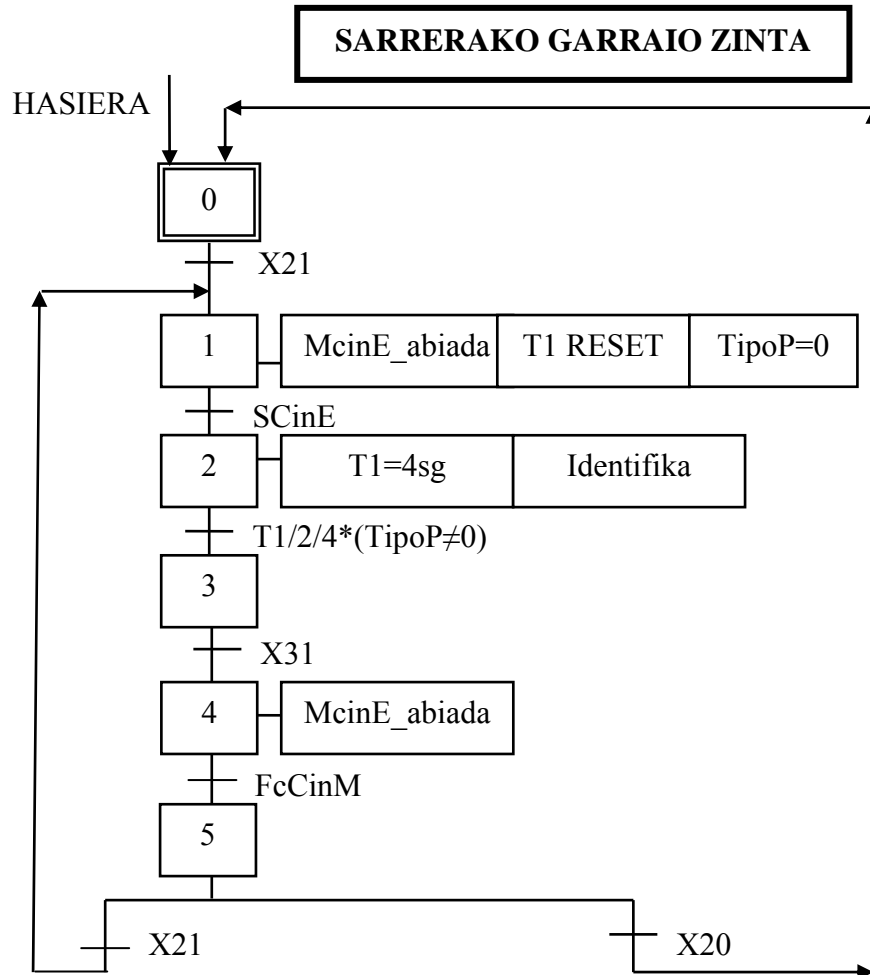 SARRERAKO GARRAIO ZINTA
HASIERA
0
X21
1 McinE_abiada T1 RESET TipoP=0
SCinE
2 T1=4sg Identifika
T1/2/4*(TipoP≠0)
3
X31
4 McinE_abiada
FcCinM
5
X21 X20